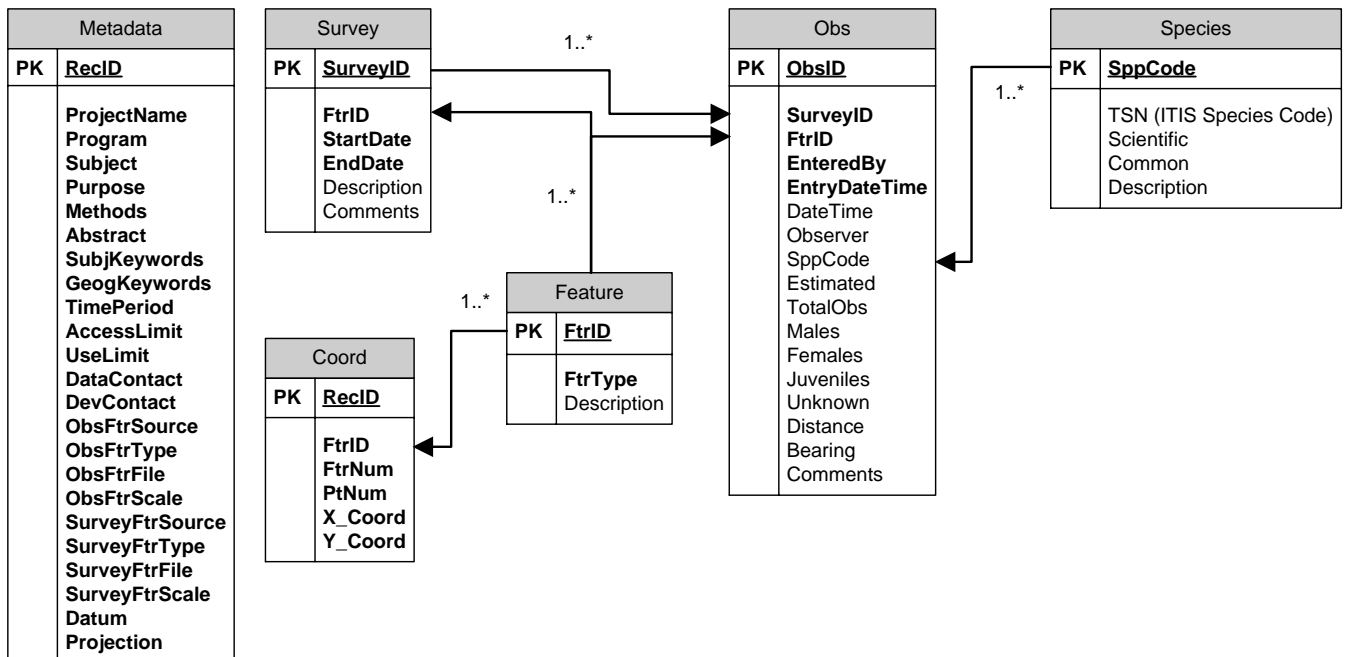 Metadata
PK RecID
ProjectName
Program
Subject
Purpose
Methods
Abstract
SubjKeywords
GeogKeywords
TimePeriod
AccessLimit
UseLimit
DataContact
DevContact
ObsFtrSource
ObsFtrType
ObsFtrFile
ObsFtrScale
SurveyFtrSource
SurveyFtrType
SurveyFtrFile
SurveyFtrScale
Datum
Projection
Survey
PK SurveyID
FtrID
StartDate
EndDate
Description
Comments
1..*
1..*
1..*
Coord
PK RecID
FtrID
FtrNum
PtNum
X_Coord
Y_Coord
Feature
PK FtrID
FtrType
Description
Obs
PK ObsID
SurveyID
FtrID
EnteredBy
EntryDateTime
DateTime
Observer
SppCode
Estimated
TotalObs
Males
Females
Juveniles
Unknown
Distance
Bearing
Comments
1..*
Species
PK SppCode
TSN (ITIS Species Code)
Scientific
Common
Description